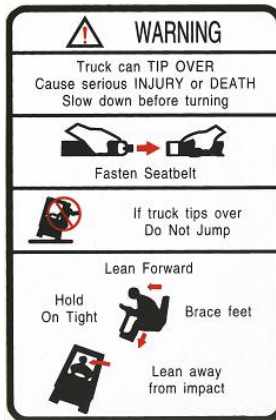 WARNING
Truck can TIP OVER
Cause serious INJURY or DEATH
Slow down before turning
Fasten Seatbelt
If truck tips over
Do Not Jump
Lean Forward
Hold
On Tight
Brace feet
Lean away
from impact